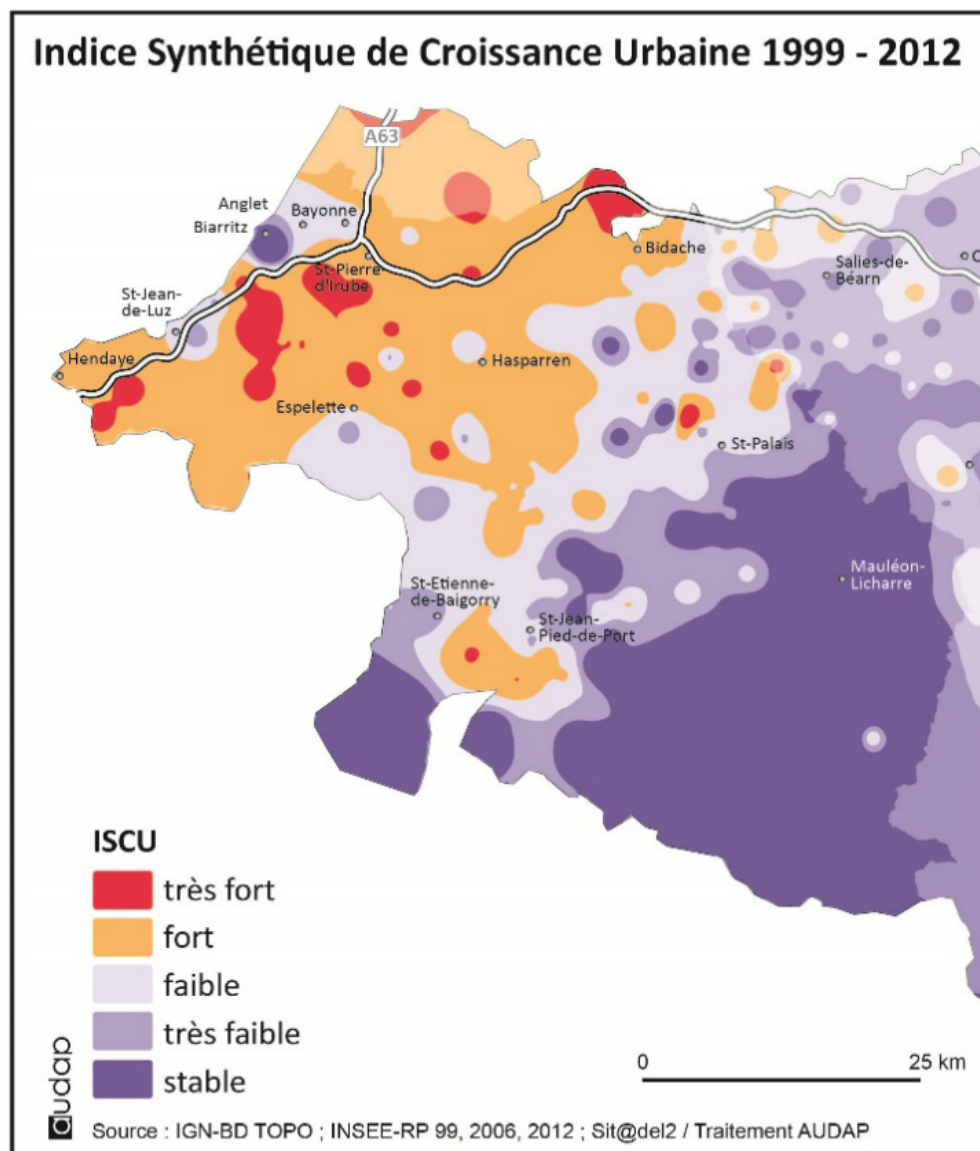 Indice Synthétique de Croissance Urbaine 1999 - 2012
A63
Anglet
Biarritz
Bayonne
St-Pierre-
d'Irube
Bidache
Salies-de-
Béarn
St-Jean-
de-Luz
Hendaye
Hasparren
Espelette
St-Palais
Mauléon-
Licharre
St-Etienne-
de-Baigorry
St-Jean-
Pied-de-Port
ISCU
très fort
fort
faible
très faible
stable
0
25 km
audap
Source : IGN-BD TOPO ; INSEE-RP 99, 2006, 2012 ; Sit@del2 / Traitement AUDAP